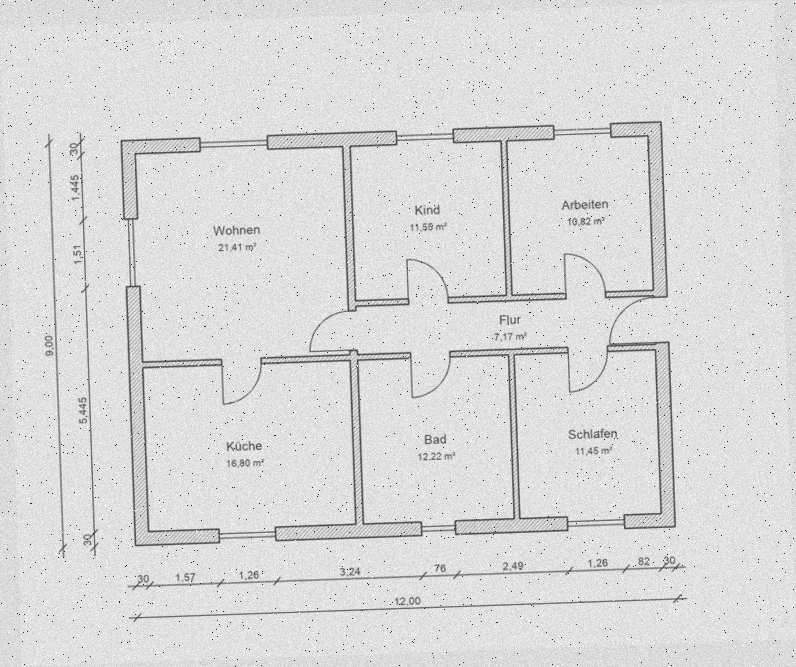 Wohnen
21,41 m²
Kind
11,55 m²
Arbeiten
10,82 m²
Flur
7,17 m²
Küche
16,80 m²
Bad
12,22 m²
Schlafen
11,45 m²
30
1,445
1,51
5,445
30
9,00
30
1,57
1,26
3,24
76
2,49
1,26
82
30
12,00